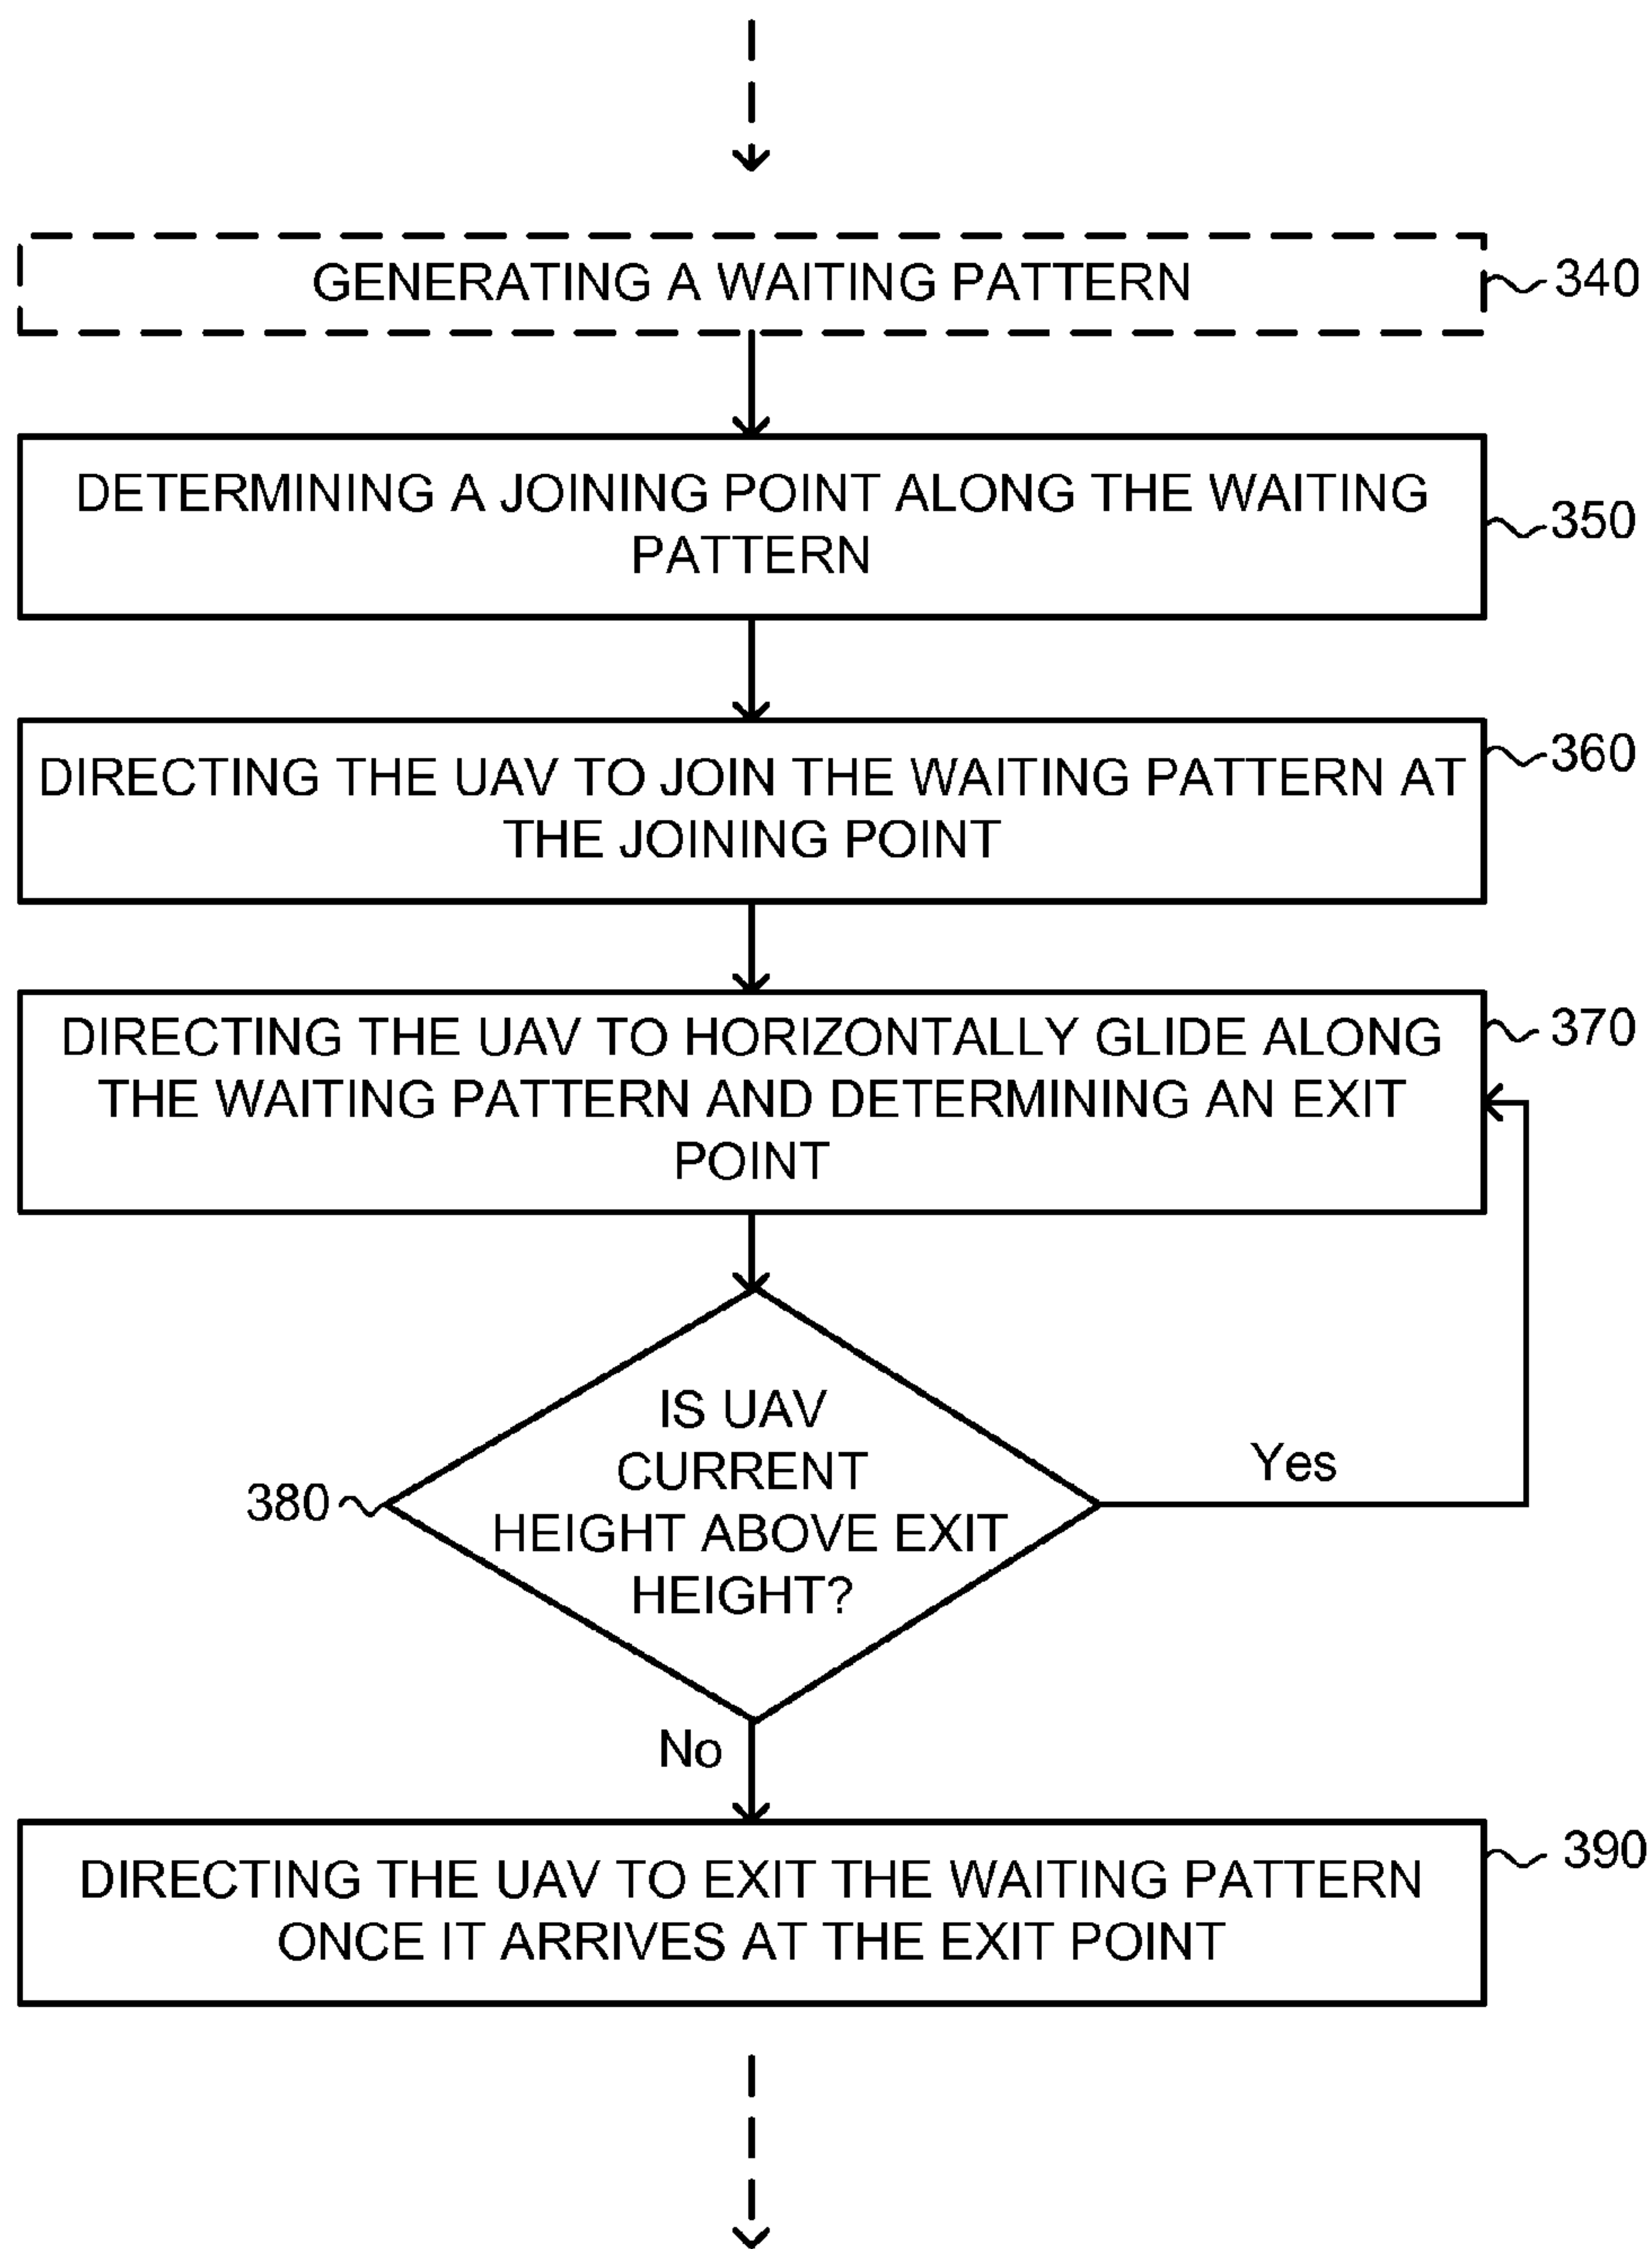 GENERATING A WAITING PATTERN
340
DETERMINING A JOINING POINT ALONG THE WAITING
PATTERN
350
DIRECTING THE UAV TO JOIN THE WAITING PATTERN AT
THE JOINING POINT
360
DIRECTING THE UAV TO HORIZONTALLY GLIDE ALONG
THE WAITING PATTERN AND DETERMINING AN EXIT
POINT
370
IS UAV
CURRENT
HEIGHT ABOVE EXIT
HEIGHT?
380
Yes
No
DIRECTING THE UAV TO EXIT THE WAITING PATTERN
ONCE IT ARRIVES AT THE EXIT POINT
390